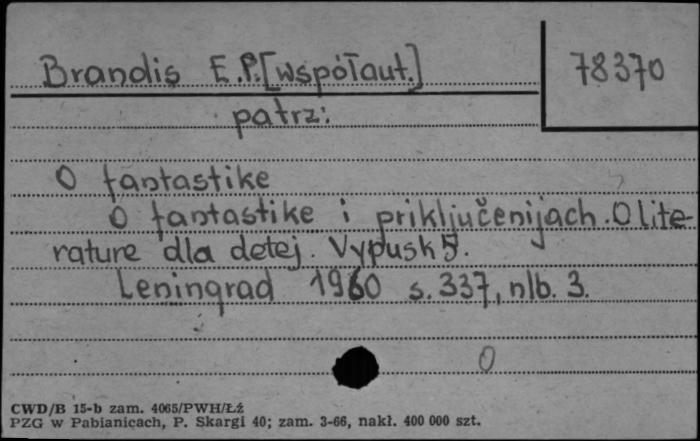 Brandis E.P. [współaut.] 78370
patrz:
O fantastike
O fantastike i priključenijach. O lite-
rature dla detej. Vypusk 5.
Leningrad 1960 s. 337, nlb. 3.
0
CWD/B 15-b zam. 4065/PWH/Łź
PZG w Pabianicach, P. Skargi 40; zam. 3-66, nakł. 400 000 szt.